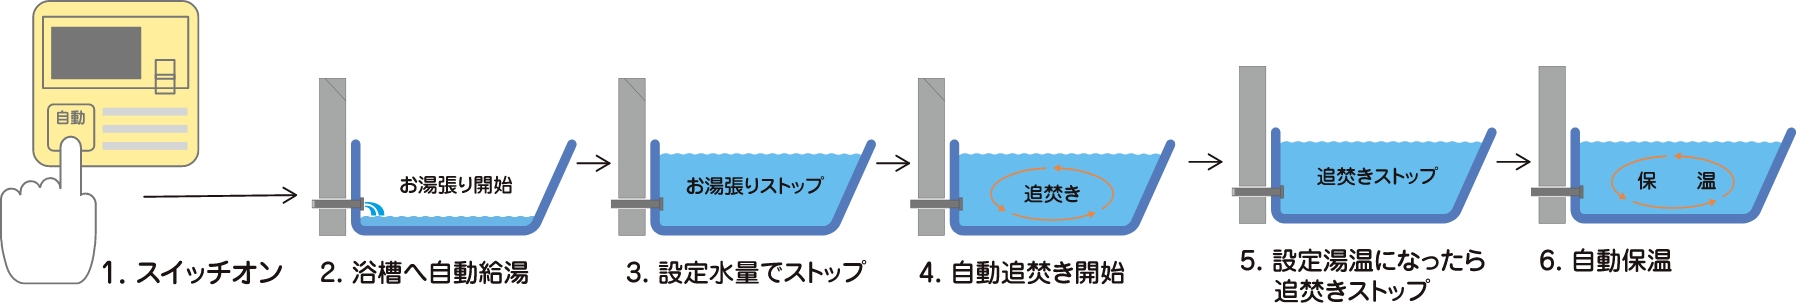 自動
1. スイッチオン
お湯張り開始
2. 浴槽へ自動給湯
お湯張りストップ
3. 設定水量でストップ
追焚き
4. 自動追焚き開始
追焚きストップ
5. 設定湯温になったら
追焚きストップ
保　温
6. 自動保温